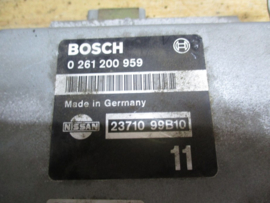 BOSCH
0 261 200 959
Made in Germany
NISSAN
23710 99B10
11